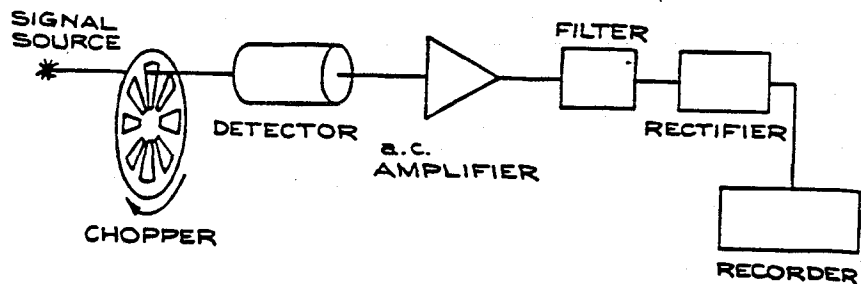 SIGNAL
SOURCE
CHOPPER
DETECTOR
a.c.
AMPLIFIER
FILTER
RECTIFIER
RECORDER